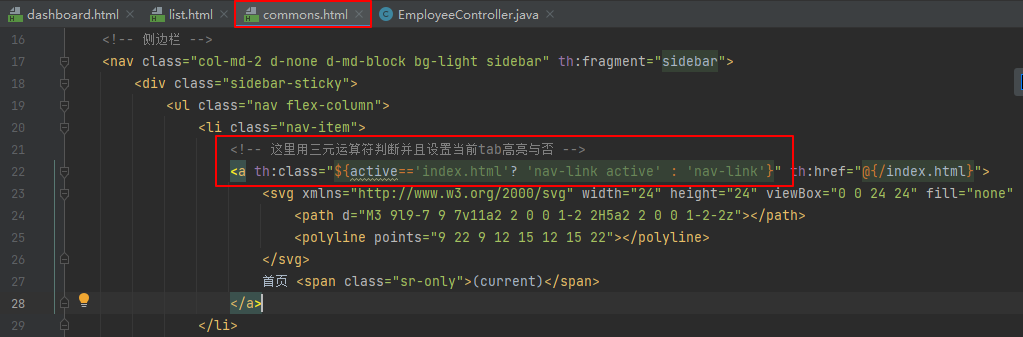 dashboard.html list.html commons.html EmployeeController.java
16 <!-- 侧边栏 -->
17 <nav class="col-md-2 d-none d-md-block bg-light sidebar" th:fragment="sidebar">
18 <div class="sidebar-sticky">
19 <ul class="nav flex-column">
20 <li class="nav-item">
21 <!-- 这里用三元运算符判断并且设置当前tab高亮与否 -->
22 <a th:class="${active=='index.html'? 'nav-link active' : 'nav-link'}" th:href="@{/index.html}">
23 <svg xmlns="http://www.w3.org/2000/svg" width="24" height="24" viewBox="0 0 24 24" fill="none"
24 <path d="M3 9l9-7 9 7v11a2 2 0 0 1-2 2H5a2 2 0 0 1-2-2z"></path>
25 <polyline points="9 22 9 12 15 12 15 22"></polyline>
26 </svg>
27 首页 <span class="sr-only">(current)</span>
28 </a>
29 </li>